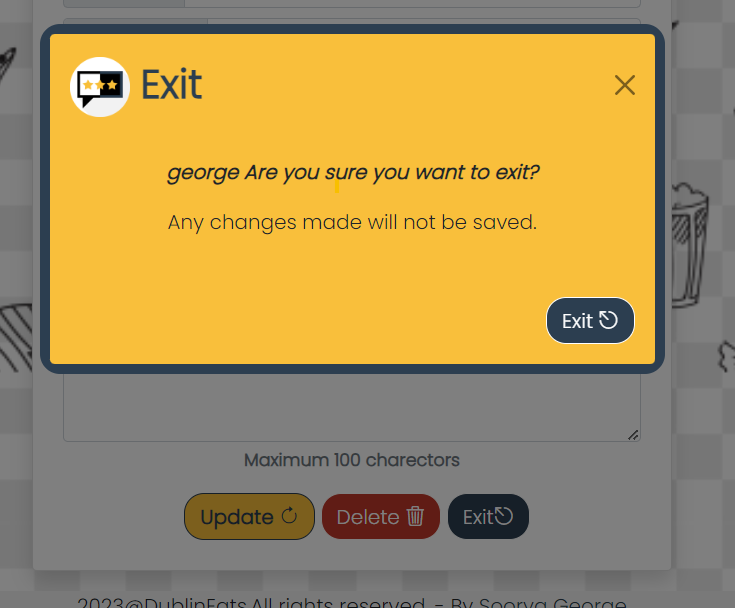 Exit
george Are you sure you want to exit?
Any changes made will not be saved.
Exit
Maximum 100 charectors
Update
Delete
Exit
2023@DublinEats.All rights reserved. - By Soorya George